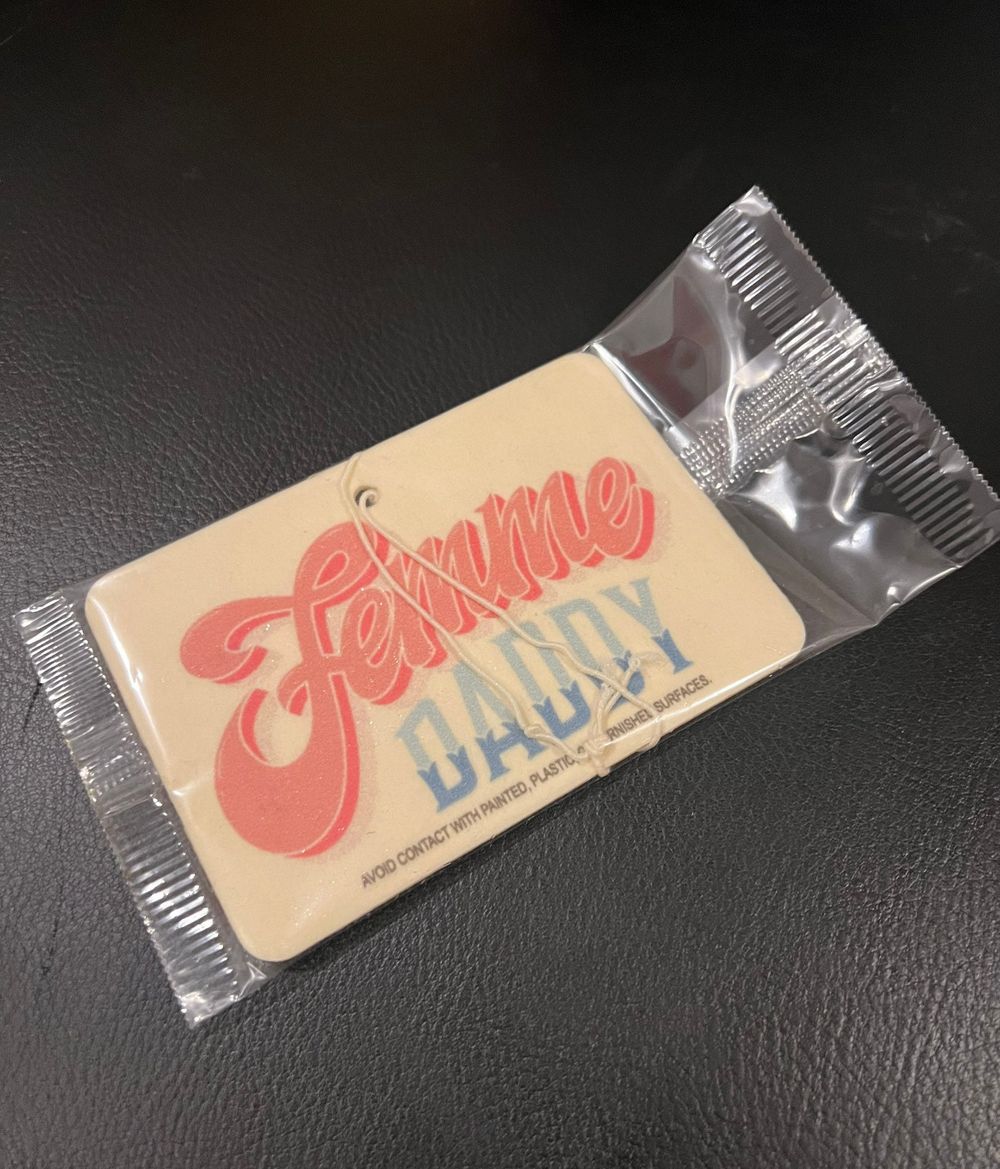 Femme
DADDY
AVOID CONTACT WITH PAINTED, PLASTIC, SURFACES.